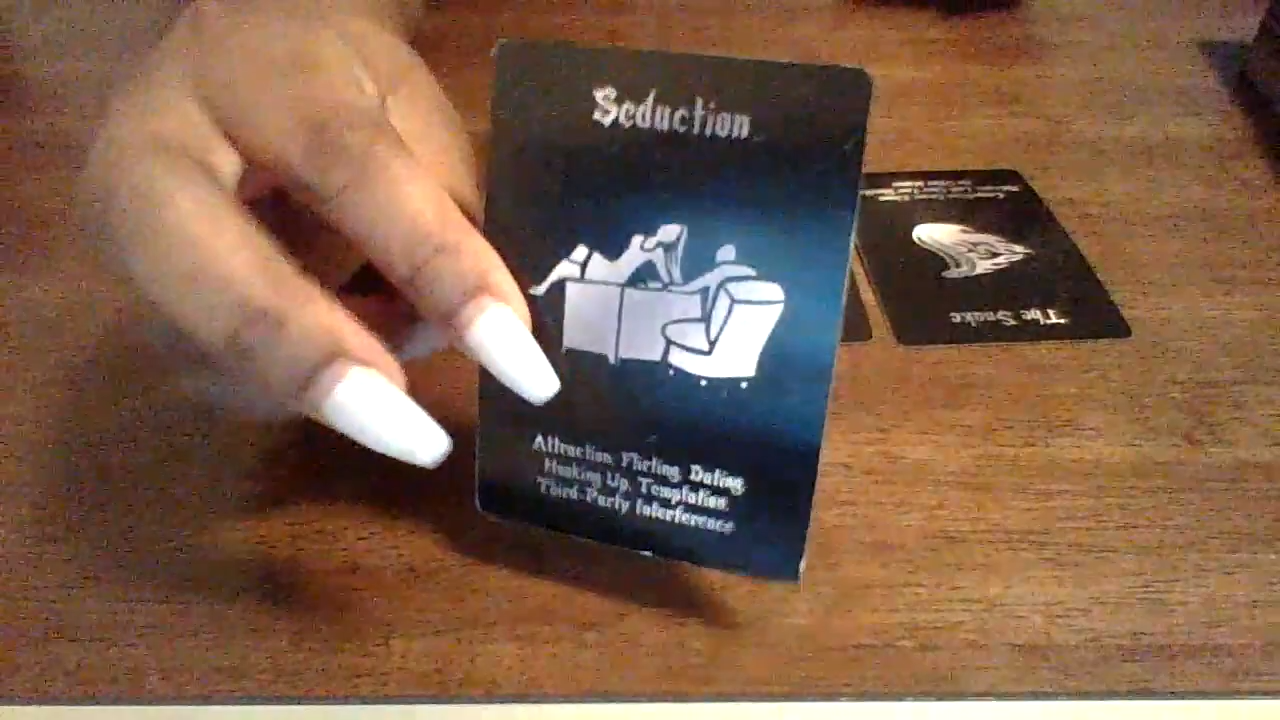 Seduction
Attraction, Flirting, Dating,
Hooking Up, Temptation,
Third-Party Interference
The Snake